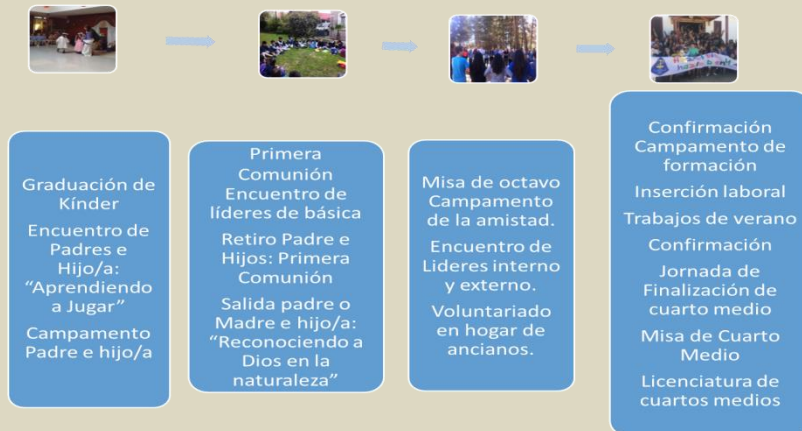 Graduación de
Kínder
Encuentro de
Padres e
Hijo/a:
“Aprendiendo
a Jugar”
Campamento
Padre e hijo/a
Primera
Comunión
Encuentro de
líderes de básica
Retiro Padre e
Hijos: Primera
Comunión
Salida padre o
Madre e hijo/a:
“Reconociendo a
Dios en la
naturaleza”
Misa de octavo
Campamento
de la amistad.
Encuentro de
Lideres interno
y externo.
Voluntariado
en hogar de
ancianos.
Confirmación
Campamento de
formación
Inserción laboral
Trabajos de verano
Confirmación
Jornada de
Finalización de
cuarto medio
Misa de Cuarto
Medio
Licenciatura de
cuartos medios